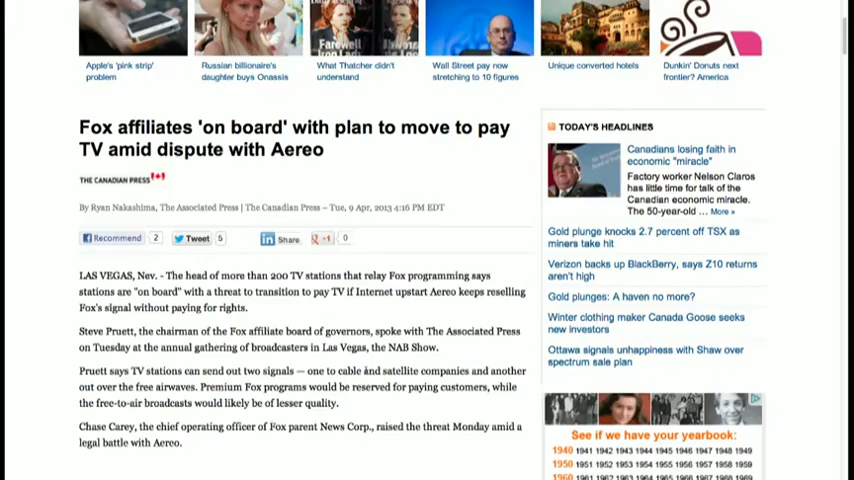 Farewell
Apple's 'pink strip'
problem
Russian billionaire's
daughter buys Onassis
What Thatcher didn't
understand
Wall Street pay now
stretching to 10 figures
Unique converted hotels
Dunkin' Donuts next
frontier? America
Fox affiliates 'on board' with plan to move to pay
TV amid dispute with Aereo
THE CANADIAN PRESS
By Ryan Nakashima, The Associated Press | The Canadian Press – Tue, 9 Apr, 2013 4:16 PM EDT
Recommend 2 Tweet 5 Share +1 0
LAS VEGAS, Nev. - The head of more than 200 TV stations that relay Fox programming says
stations are "on board" with a threat to transition to pay TV if Internet upstart Aereo keeps reselling
Fox's signal without paying for rights.
Steve Pruett, the chairman of the Fox affiliate board of governors, spoke with The Associated Press
on Tuesday at the annual gathering of broadcasters in Las Vegas, the NAB Show.
Pruett says TV stations can send out two signals — one to cable and satellite companies and another
out over the free airwaves. Premium Fox programs would be reserved for paying customers, while
the free-to-air broadcasts would likely be of lesser quality.
Chase Carey, the chief operating officer of Fox parent News Corp., raised the threat Monday amid a
legal battle with Aereo.
TODAY'S HEADLINES
Canadians losing faith in
economic "miracle"
Factory worker Nelson Claros
has little time for talk of the
Canadian economic miracle.
The 50-year-old ... More »
Gold plunge knocks 2.7 percent off TSX as
miners take hit
Verizon backs up BlackBerry, says Z10 returns
aren't high
Gold plunges: A haven no more?
Winter clothing maker Canada Goose seeks
new investors
Ottawa signals unhappiness with Shaw over
spectrum sale plan
See if we have your yearbook:
1940 1941 1942 1943 1944 1945 1946 1947 1948 1949
1950 1951 1952 1953 1954 1955 1956 1957 1958 1959
1960 1961 1962 1963 1964 1965 1966 1967 1968 1969